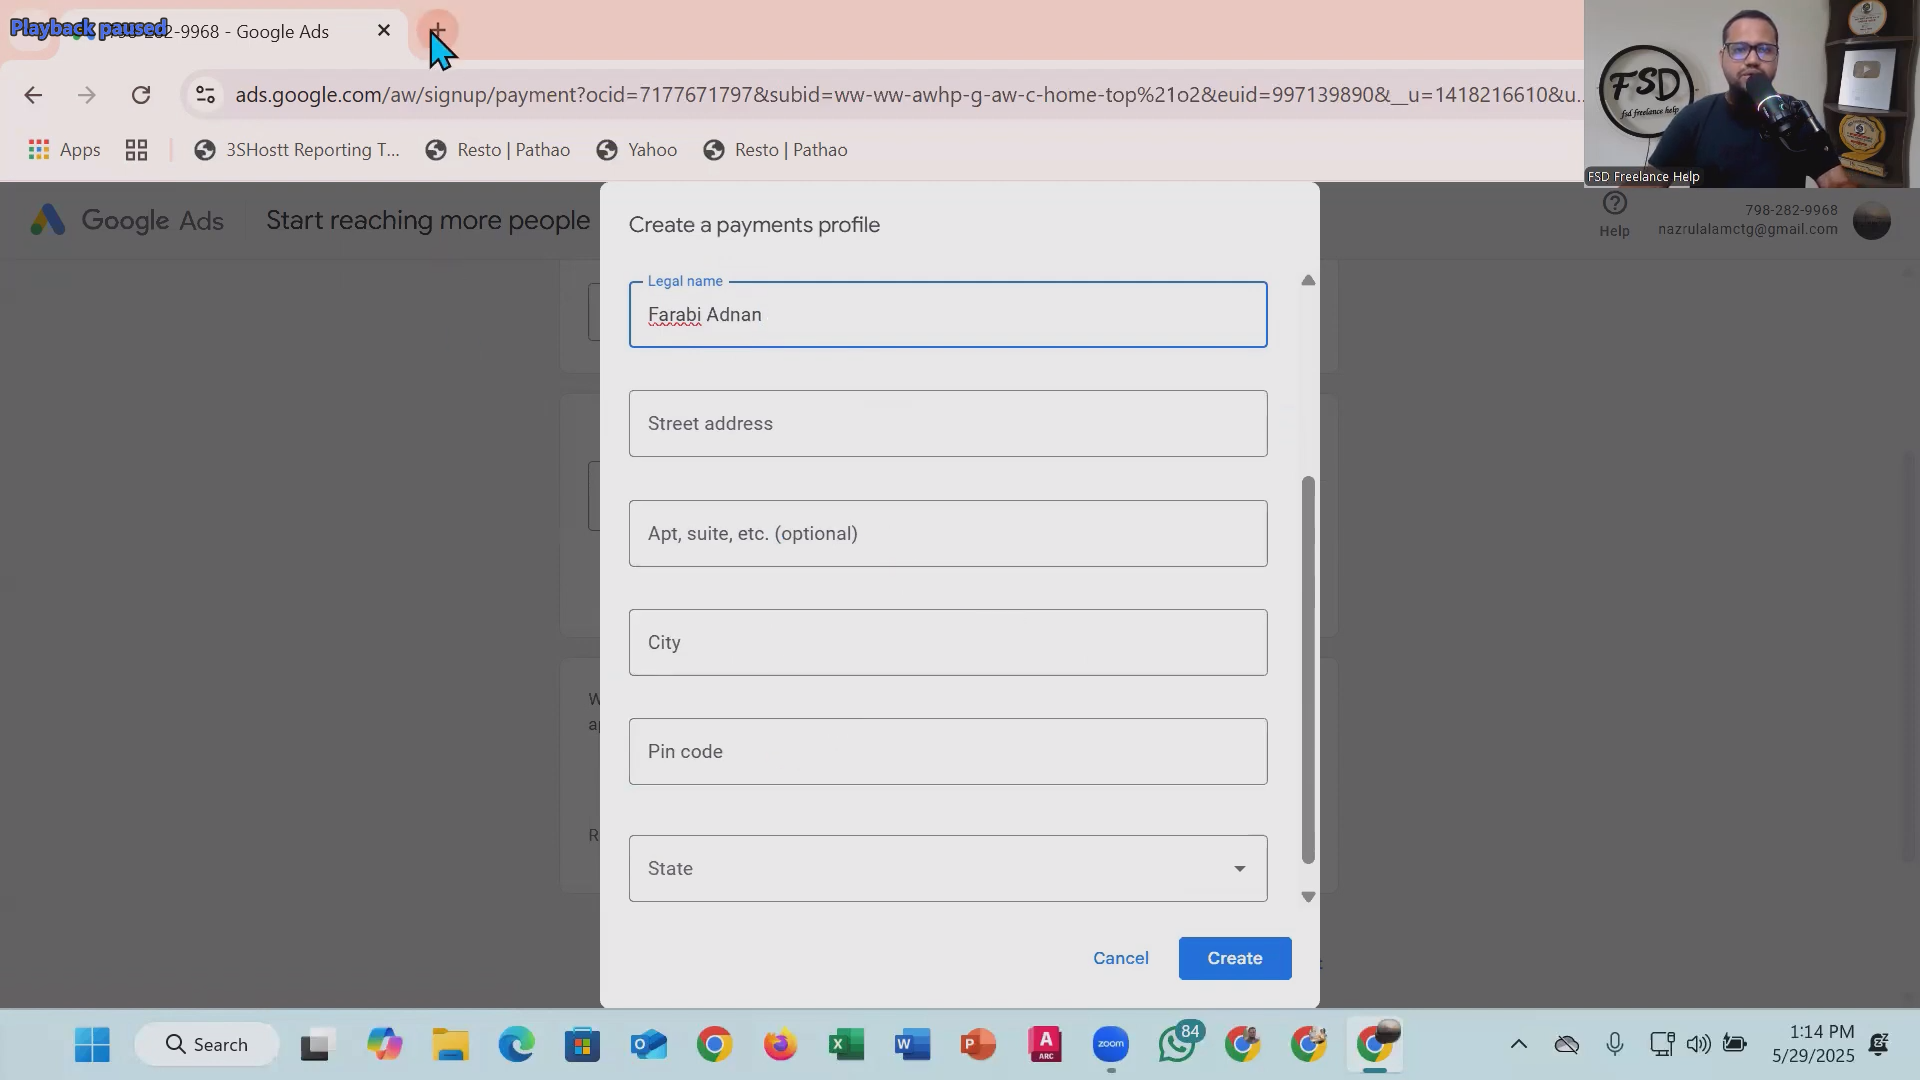 Playback paused
8-282-9968 - Google Ads
ads.google.com/aw/signup/payment?ocid=7177671797&subid=ww-ww-awhp-g-aw-c-home-top%21o2&euid=997139890&__u=1418216610&u...
Apps
3SHostt Reporting T...
Resto | Pathao
Yahoo
Resto | Pathao
FSD
fsd freelance help
FSD Freelance Help
Google Ads
Start reaching more people
Help
798-282-9968
nazrulalamctg@gmail.com
Create a payments profile
Legal name
Farabi Adnan
Street address
Apt, suite, etc. (optional)
City
Pin code
State
Cancel
Create
Search
zoom
84
ARC
1:14 PM
5/29/2025